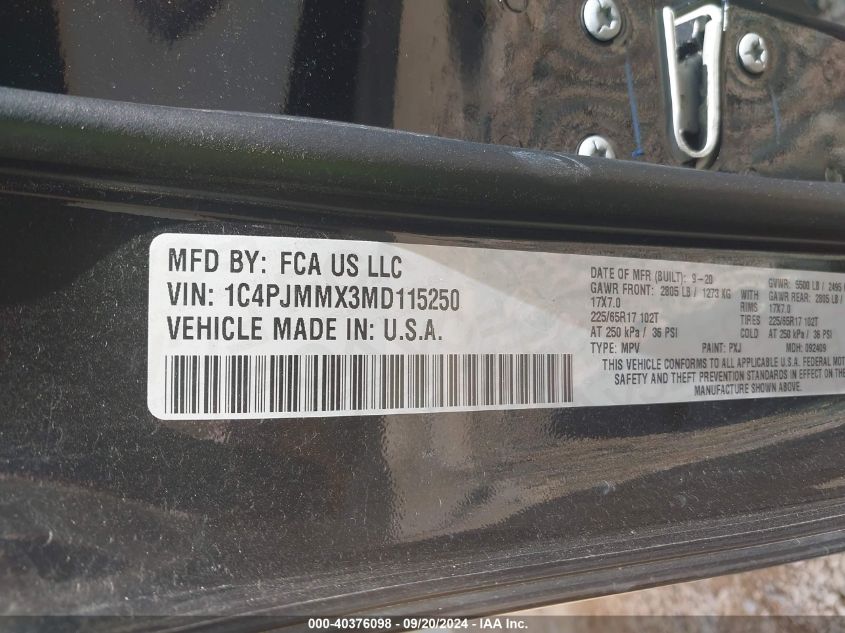 MFD BY: FCA US LLC
VIN: 1C4PJMMX3MD115250
VEHICLE MADE IN: U.S.A.
DATE OF MFR (BUILT): 9-20
GVWR: 5500 LB / 2495
GAWR FRONT: 2805 LB / 1273 KG WITH GAWR REAR: 2805 LB /
17X7.0 RIMS 17X7.0
225/65R17 102T TIRES 225/65R17 102T
AT 250 kPa / 36 PSI COLD AT 250 kPa / 36 PSI
TYPE: MPV PAINT: PXJ MDH: 092409
THIS VEHICLE CONFORMS TO ALL APPLICABLE U.S.A. FEDERAL
SAFETY AND THEFT PREVENTION STANDARDS IN EFFECT ON
MANUFACTURE SHOWN ABOVE.
000-40376098 - 09/20/2024 - IAA Inc.